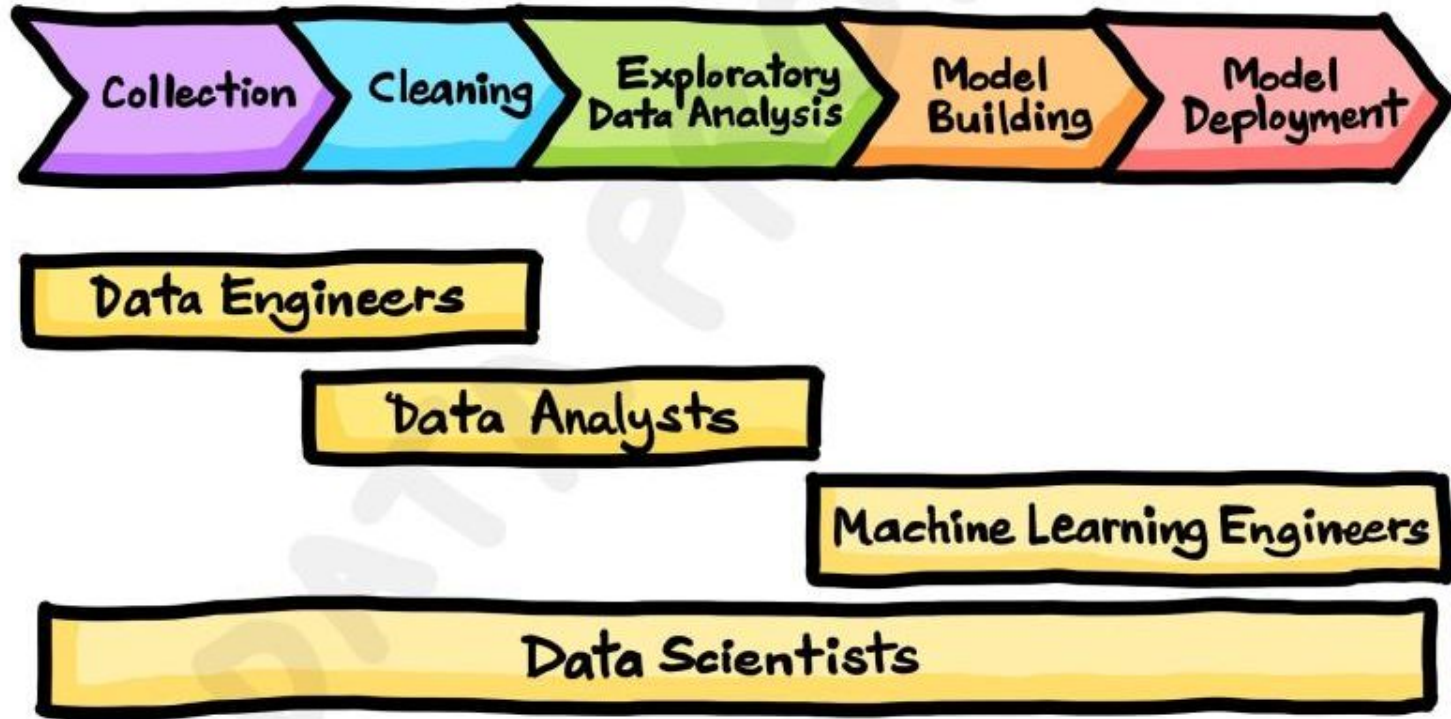 Collection
Cleaning
Exploratory
Data Analysis
Model
Building
Model
Deployment
Data Engineers
Data Analysts
Machine Learning Engineers
Data Scientists